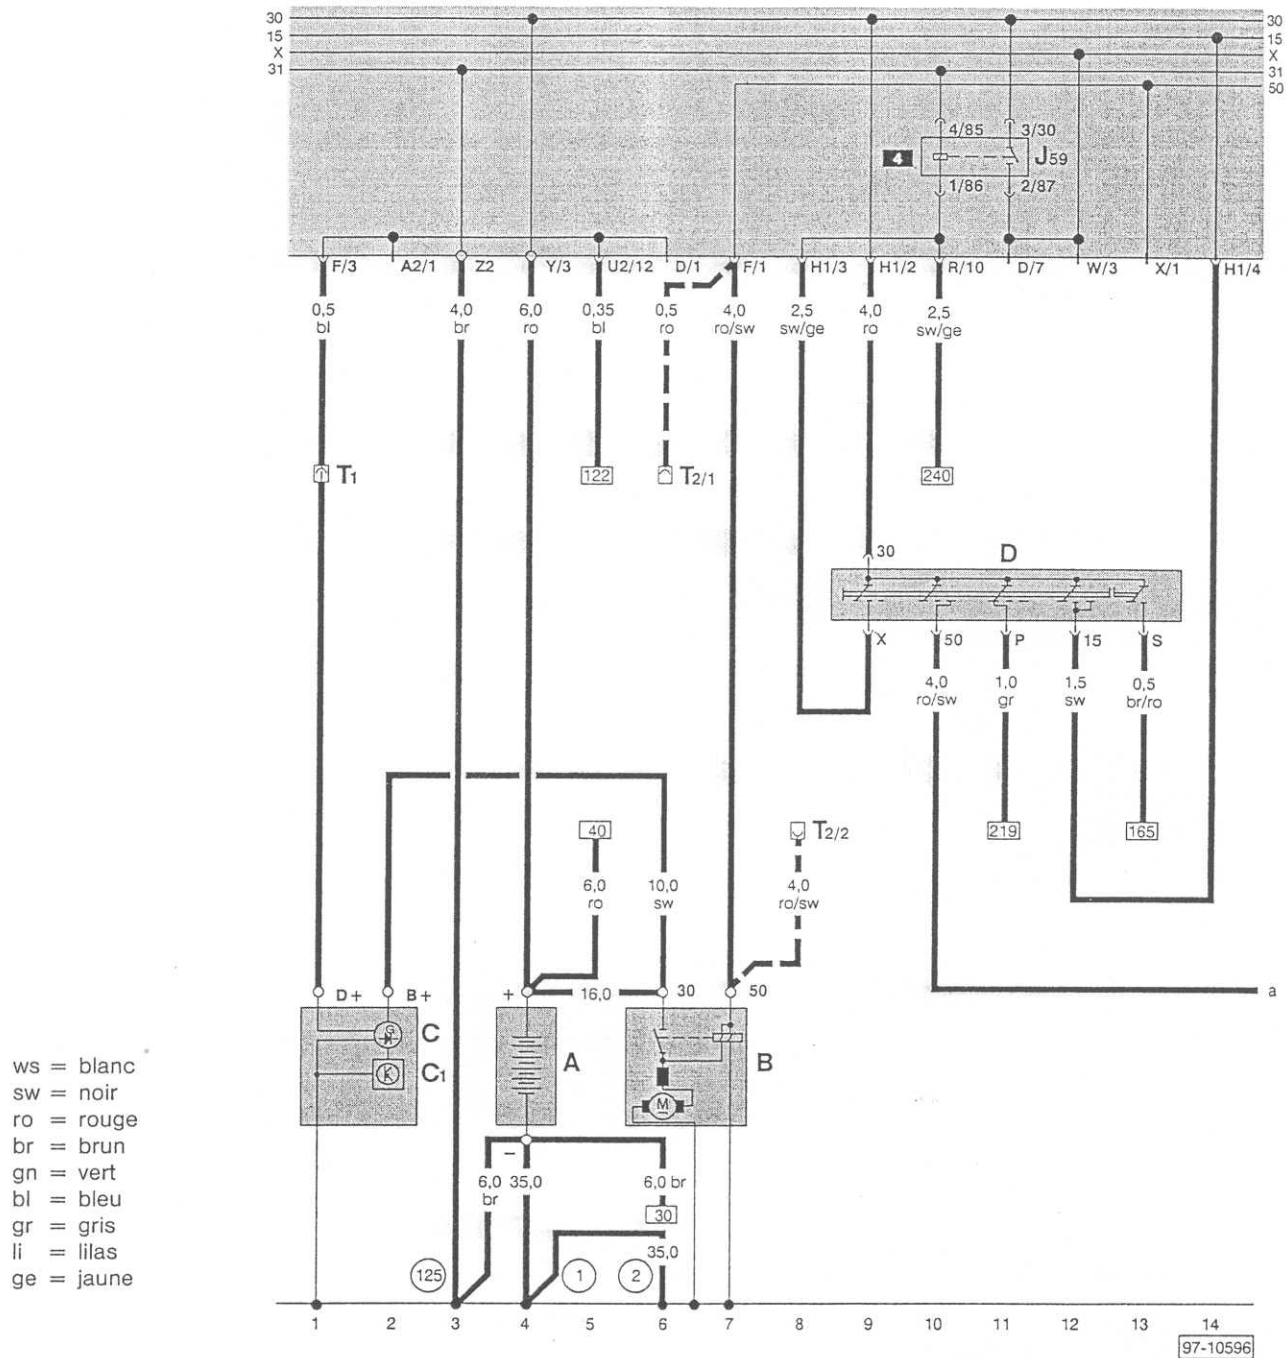 30 30
15 15
X X
31 31
50
4/85 3/30
4 J59
1/86 2/87
F/3 A2/1 Z2 Y/3 U2/12 D/1 F/1 H1/3 H1/2 R/10 D/7 W/3 X/1 H1/4
0,5 4,0 6,0 0,35 0,5 4,0 2,5 4,0 2,5
bl br ro bl ro ro/sw sw/ge ro sw/ge
T1 122 T2/1 240
30 D
X 50 P 15 S
4,0 1,0 1,5 0,5
ro/sw gr sw br/ro
40 T2/2 219 165
6,0 10,0 4,0
ro sw ro/sw
D+ B+ + 16,0 30 50 a
G C
K C1 A M B
ws = blanc
sw = noir
ro = rouge
br = brun
gn = vert
bl = bleu
gr = gris
li = lilas
ge = jaune
−
6,0 35,0 6,0 br
br
30
35,0
125 1 2
1 2 3 4 5 6 7 8 9 10 11 12 13 14
97-10596